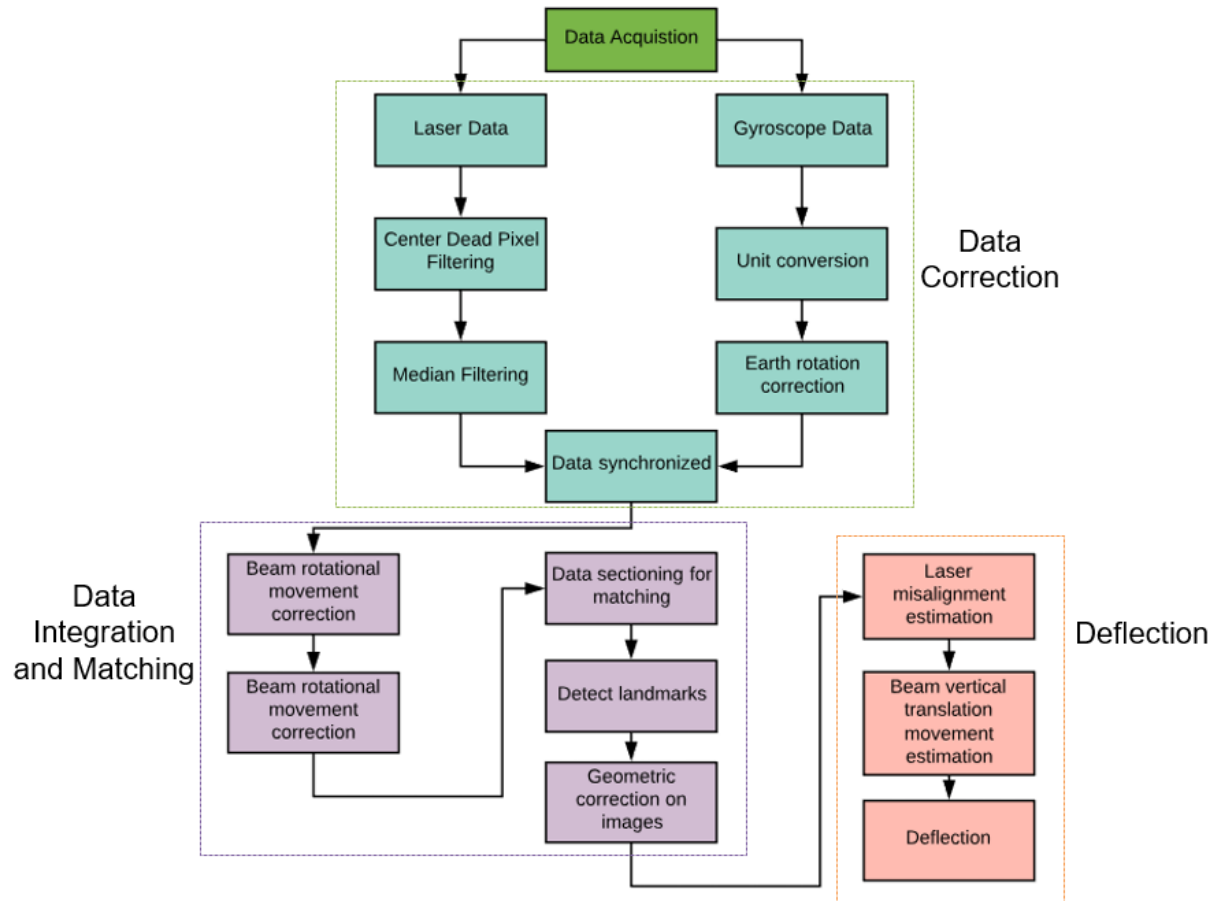 Data Acquistion
Laser Data
Gyroscope Data
Center Dead Pixel
Filtering
Unit conversion
Data
Correction
Median Filtering
Earth rotation
correction
Data synchronized
Data
Integration
and Matching
Beam rotational
movement
correction
Beam rotational
movement
correction
Data sectioning for
matching
Detect landmarks
Geometric
correction on
images
Laser
misalignment
estimation
Beam vertical
translation
movement
estimation
Deflection
Deflection